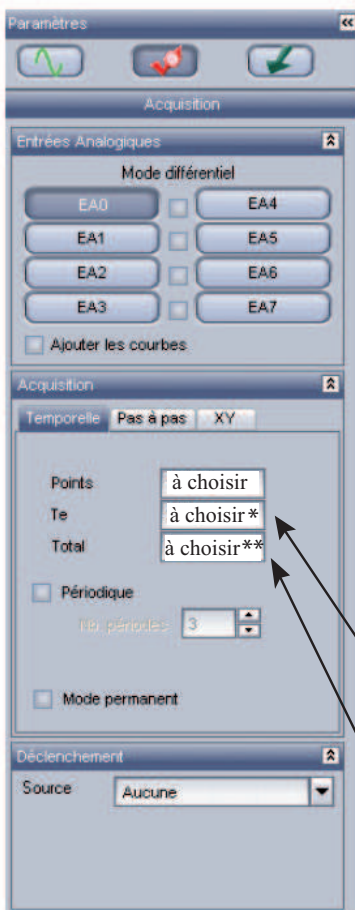 Paramètres
Acquisition
Entrées Analogiques
Mode différentiel
EA0 EA4
EA1 EA5
EA2 EA6
EA3 EA7
Ajouter les courbes
Acquisition
Temporelle Pas à pas XY
Points à choisir
Te à choisir*
Total à choisir**
Périodique
Nb. périodes 3
Mode permanent
Déclenchement
Source Aucune